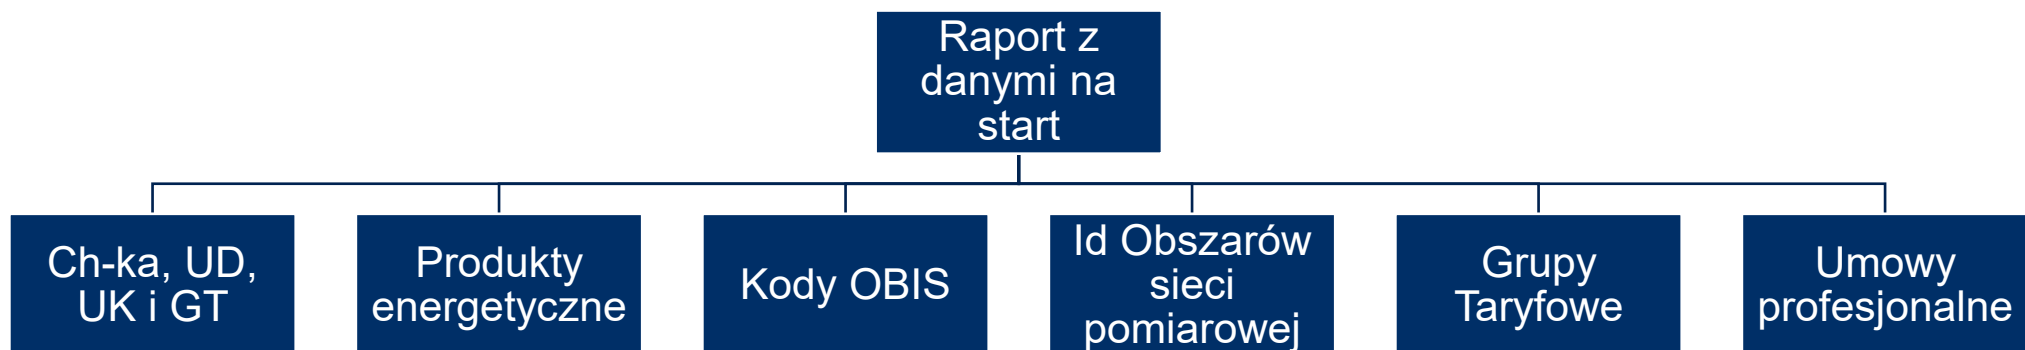 Raport z
danymi na
start
Ch-ka, UD,
UK i GT
Produkty
energetyczne
Kody OBIS
Id Obszarów
sieci
pomiarowej
Grupy
Taryfowe
Umowy
profesjonalne